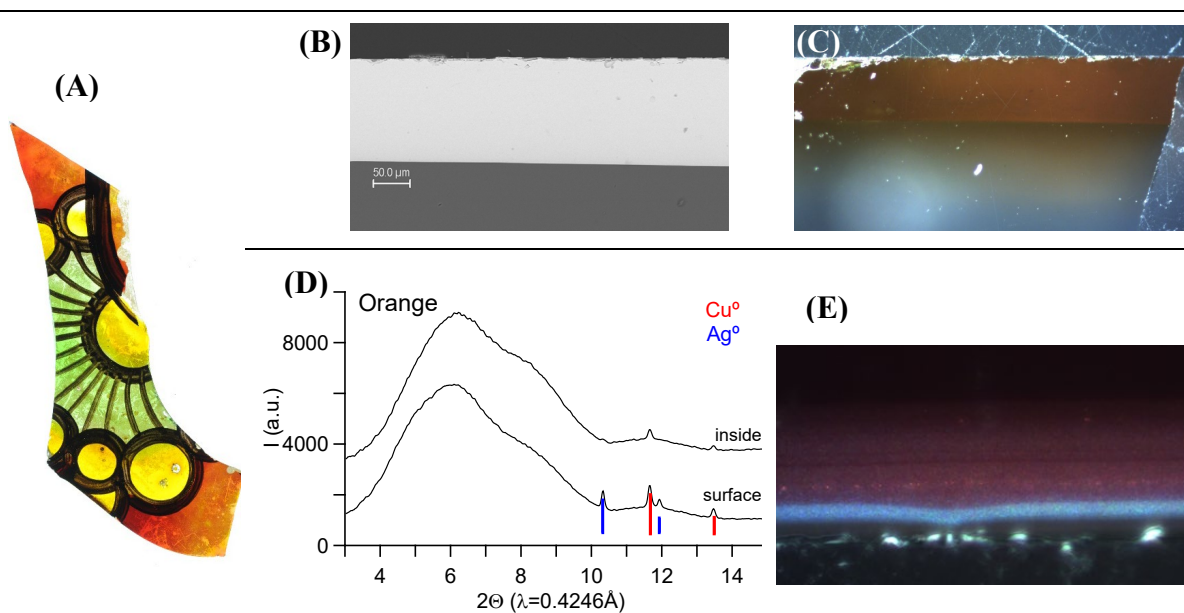 (A)
(B)
50.0 µm
(C)
(D)
Orange
Cuº
Agº
8000
4000
0
I (a.u.)
inside
surface
4
6
8
10
12
14
2Θ (λ=0.4246Å)
(E)